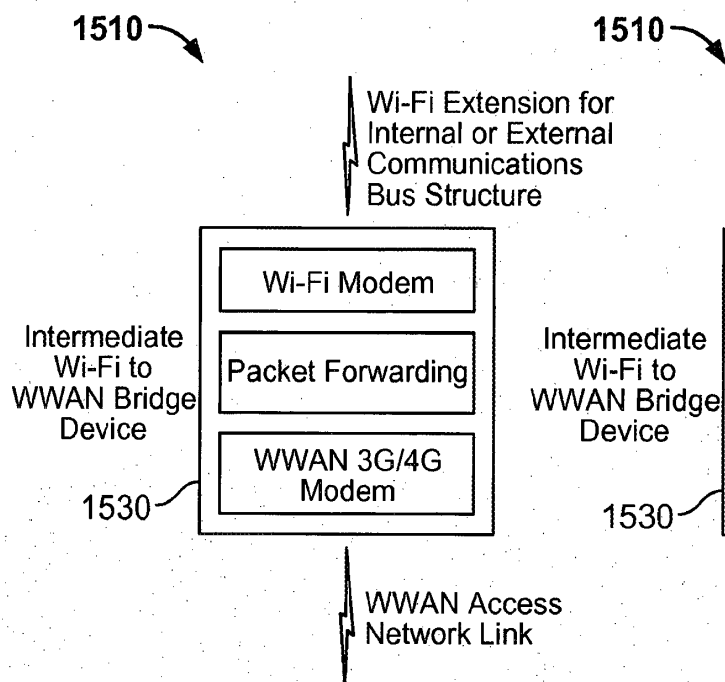 1510
1510
Wi-Fi Extension for
Internal or External
Communications
Bus Structure
Wi-Fi Modem
Intermediate
Wi-Fi to
WWAN Bridge
Device
Packet Forwarding
WWAN 3G/4G
Modem
1530
Intermediate
Wi-Fi to
WWAN Bridge
Device
1530
WWAN Access
Network Link